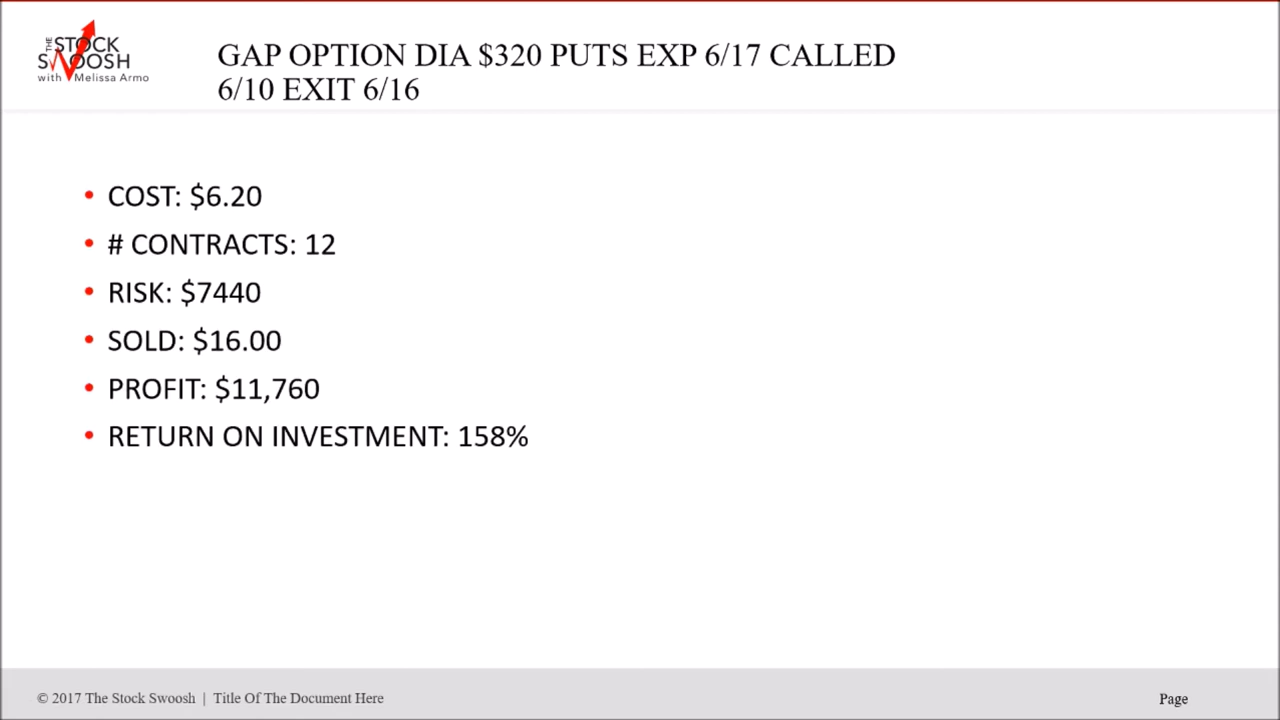 THE STOCK
SWOOSH
with Melissa Armo
GAP OPTION DIA $320 PUTS EXP 6/17 CALLED
6/10 EXIT 6/16
• COST: $6.20
• # CONTRACTS: 12
• RISK: $7440
• SOLD: $16.00
• PROFIT: $11,760
• RETURN ON INVESTMENT: 158%
© 2017 The Stock Swoosh | Title Of The Document Here
Page